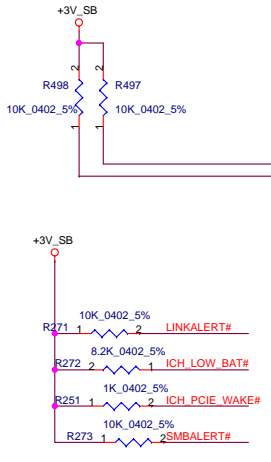 +3V_SB
2 2
R498 R497
10K_0402_5% 10K_0402_5%
1 1
+3V_SB
10K_0402_5%
R271 1 2 LINKALERT#
8.2K_0402_5%
R272 2 1 ICH_LOW_BAT#
1K_0402_5%
R251 1 2 ICH_PCIE_WAKE#
10K_0402_5%
R273 1 2 SMBALERT#